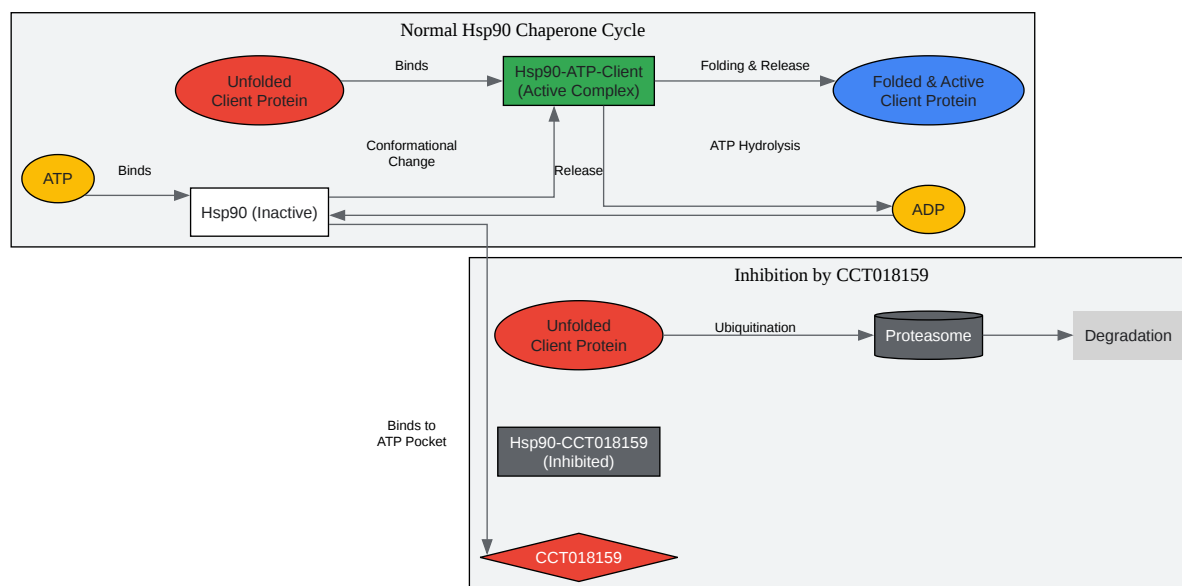 Normal Hsp90 Chaperone Cycle
Unfolded
Client Protein
Binds
Hsp90-ATP-Client
(Active Complex)
Folding & Release
Folded & Active
Client Protein
Conformational
Change
Release
ATP Hydrolysis
ATP
Binds
Hsp90 (Inactive)
ADP
Inhibition by CCT018159
Unfolded
Client Protein
Ubiquitination
Proteasome
Degradation
Binds to
ATP Pocket
Hsp90-CCT018159
(Inhibited)
CCT018159